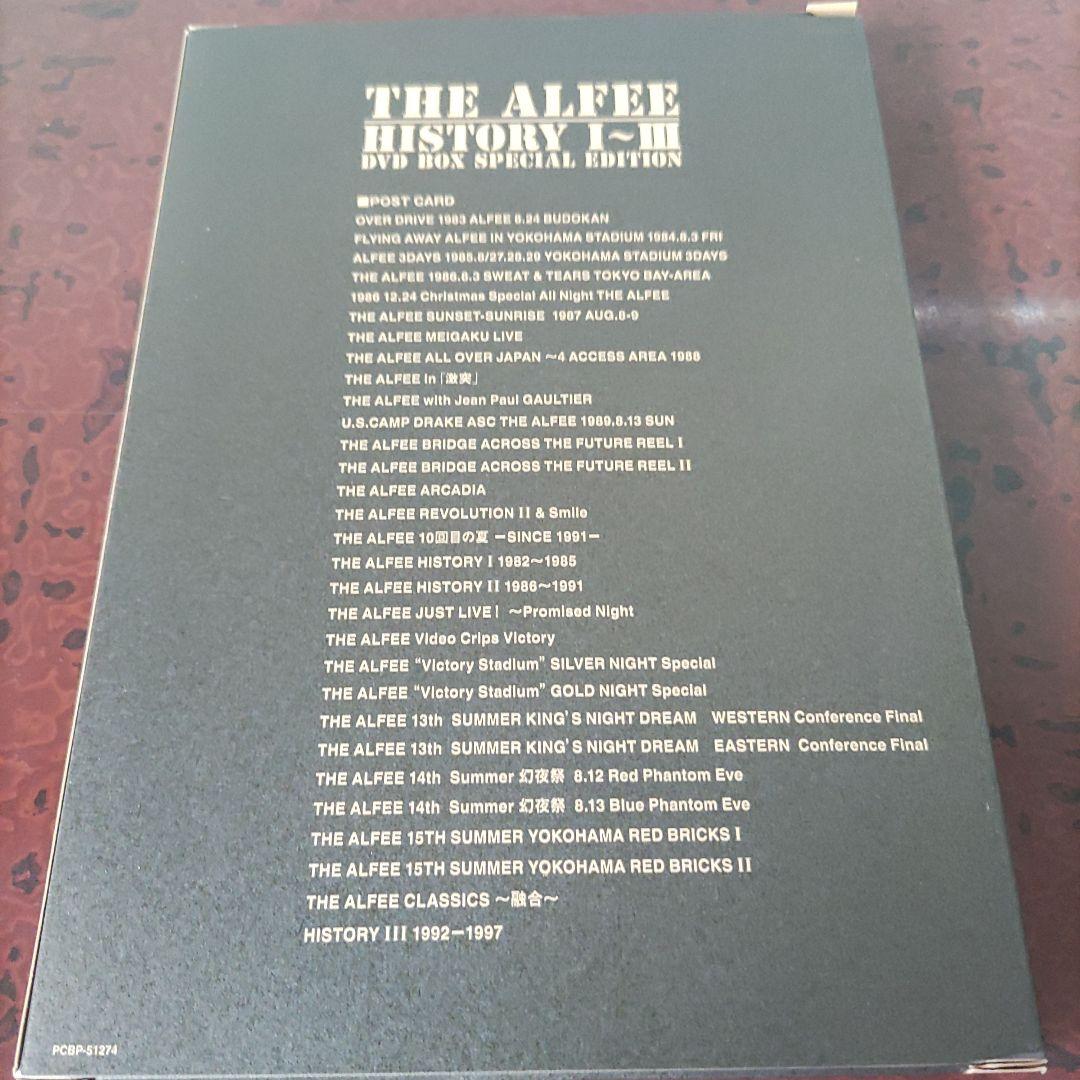 THE ALFEE
HISTORY I~III
DVD BOX SPECIAL EDITION
■POST CARD
OVER DRIVE 1983 ALFEE 8.24 BUDOKAN
FLYING AWAY ALFEE IN YOKOHAMA STADIUM 1984.8.3 FRI
ALFEE 3DAYS 1985.8/27.28.29 YOKOHAMA STADIUM 3DAYS
THE ALFEE 1986.8.3 SWEAT & TEARS TOKYO BAY-AREA
1986 12.24 Christmas Special All Night THE ALFEE
THE ALFEE SUNSET-SUNRISE 1987 AUG.8-9
THE ALFEE MEIGAKU LIVE
THE ALFEE ALL OVER JAPAN ～4 ACCESS AREA 1988
THE ALFEE in「激突」
THE ALFEE with Jean Paul GAULTIER
U.S.CAMP DRAKE ASC THE ALFEE 1989.8.13 SUN
THE ALFEE BRIDGE ACROSS THE FUTURE REEL I
THE ALFEE BRIDGE ACROSS THE FUTURE REEL II
THE ALFEE ARCADIA
THE ALFEE REVOLUTION II & Smile
THE ALFEE 10回目の夏 −SINCE 1991−
THE ALFEE HISTORY I 1982～1985
THE ALFEE HISTORY II 1986～1991
THE ALFEE JUST LIVE! ～Promised Night
THE ALFEE Video Crips Victory
THE ALFEE “Victory Stadium” SILVER NIGHT Special
THE ALFEE “Victory Stadium” GOLD NIGHT Special
THE ALFEE 13th SUMMER KING'S NIGHT DREAM WESTERN Conference Final
THE ALFEE 13th SUMMER KING'S NIGHT DREAM EASTERN Conference Final
THE ALFEE 14th Summer 幻夜祭 8.12 Red Phantom Eve
THE ALFEE 14th Summer 幻夜祭 8.13 Blue Phantom Eve
THE ALFEE 15TH SUMMER YOKOHAMA RED BRICKS I
THE ALFEE 15TH SUMMER YOKOHAMA RED BRICKS II
THE ALFEE CLASSICS ～融合～
HISTORY III 1992−1997
PCBP-51274